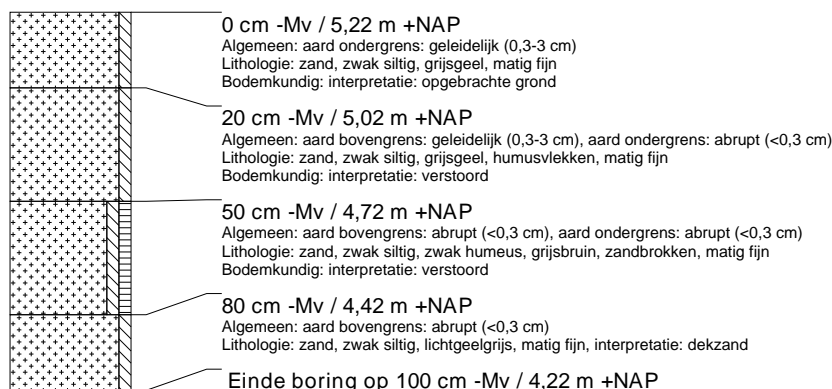 0 cm -Mv / 5,22 m +NAP
Algemeen: aard ondergrens: geleidelijk (0,3-3 cm)
Lithologie: zand, zwak siltig, grijsgeel, matig fijn
Bodemkundig: interpretatie: opgebrachte grond
20 cm -Mv / 5,02 m +NAP
Algemeen: aard bovengrens: geleidelijk (0,3-3 cm), aard ondergrens: abrupt (<0,3 cm)
Lithologie: zand, zwak siltig, grijsgeel, humusvlekken, matig fijn
Bodemkundig: interpretatie: verstoord
50 cm -Mv / 4,72 m +NAP
Algemeen: aard bovengrens: abrupt (<0,3 cm), aard ondergrens: abrupt (<0,3 cm)
Lithologie: zand, zwak siltig, zwak humeus, grijsbruin, zandbrokken, matig fijn
Bodemkundig: interpretatie: verstoord
80 cm -Mv / 4,42 m +NAP
Algemeen: aard bovengrens: abrupt (<0,3 cm)
Lithologie: zand, zwak siltig, lichtgeelgrijs, matig fijn, interpretatie: dekzand
Einde boring op 100 cm -Mv / 4,22 m +NAP